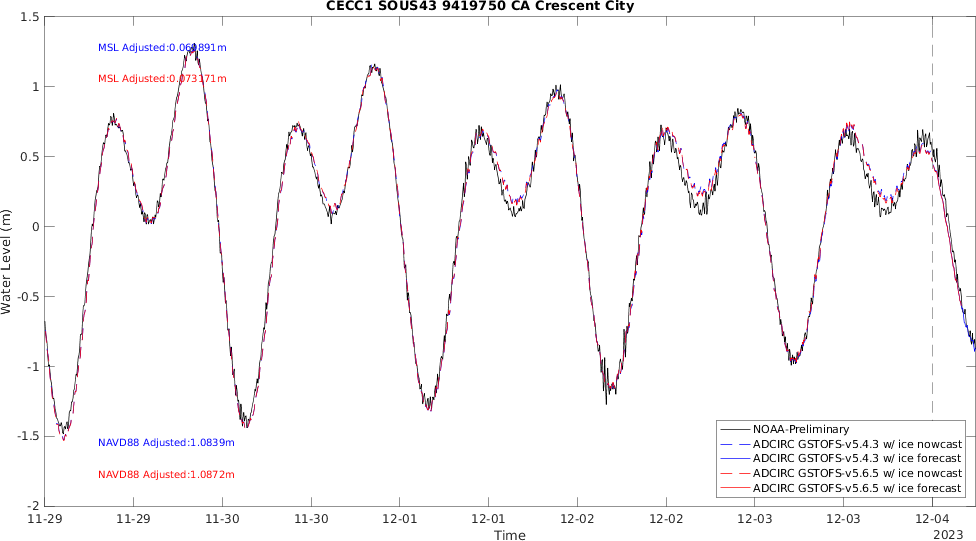 CECC1 SOUS43 9419750 CA Crescent City
1.5
1
0.5
0
-0.5
-1
-1.5
-2
Water Level (m)
MSL Adjusted:0.060891m
MSL Adjusted:0.073171m
NAVD88 Adjusted:1.0839m
NAVD88 Adjusted:1.0872m
NOAA-Preliminary
ADCIRC GSTOFS-v5.4.3 w/ ice nowcast
ADCIRC GSTOFS-v5.4.3 w/ ice forecast
ADCIRC GSTOFS-v5.6.5 w/ ice nowcast
ADCIRC GSTOFS-v5.6.5 w/ ice forecast
11-29 11-29 11-30 11-30 12-01 12-01 12-02 12-02 12-03 12-03 12-04
Time
2023